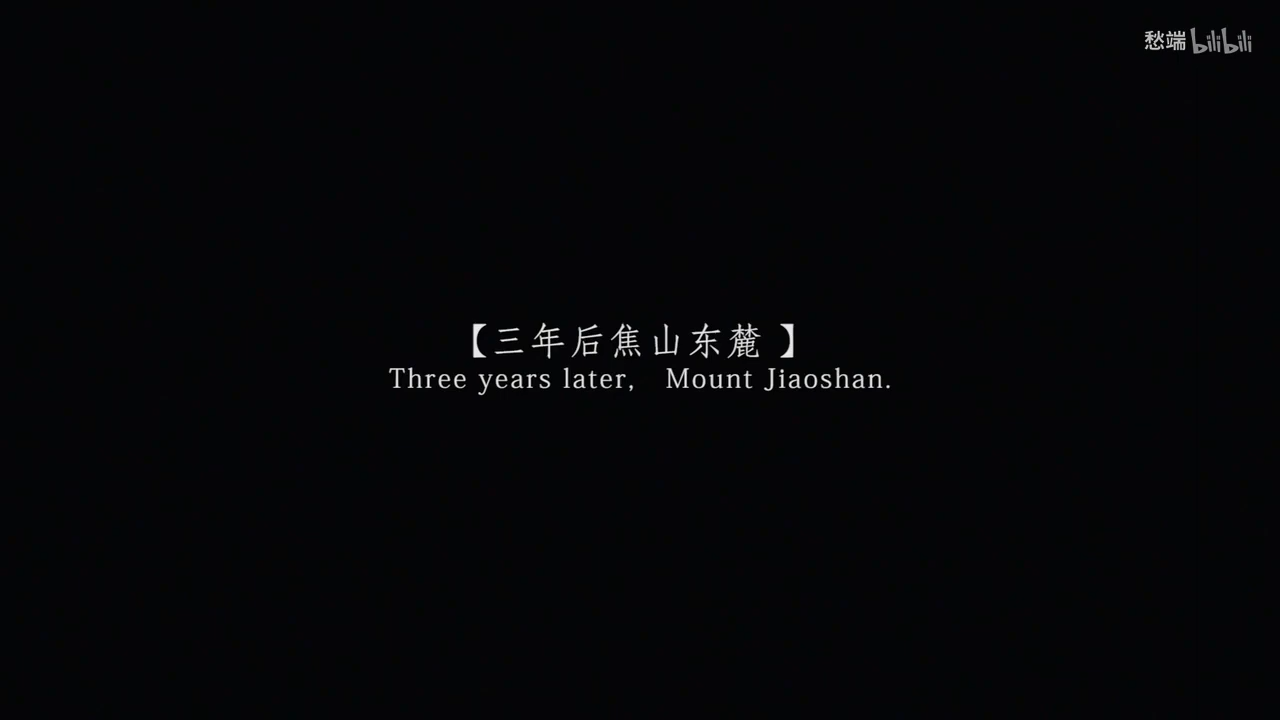 愁端 bilibili
【三年后焦山东麓 】
Three years later, Mount Jiaoshan.